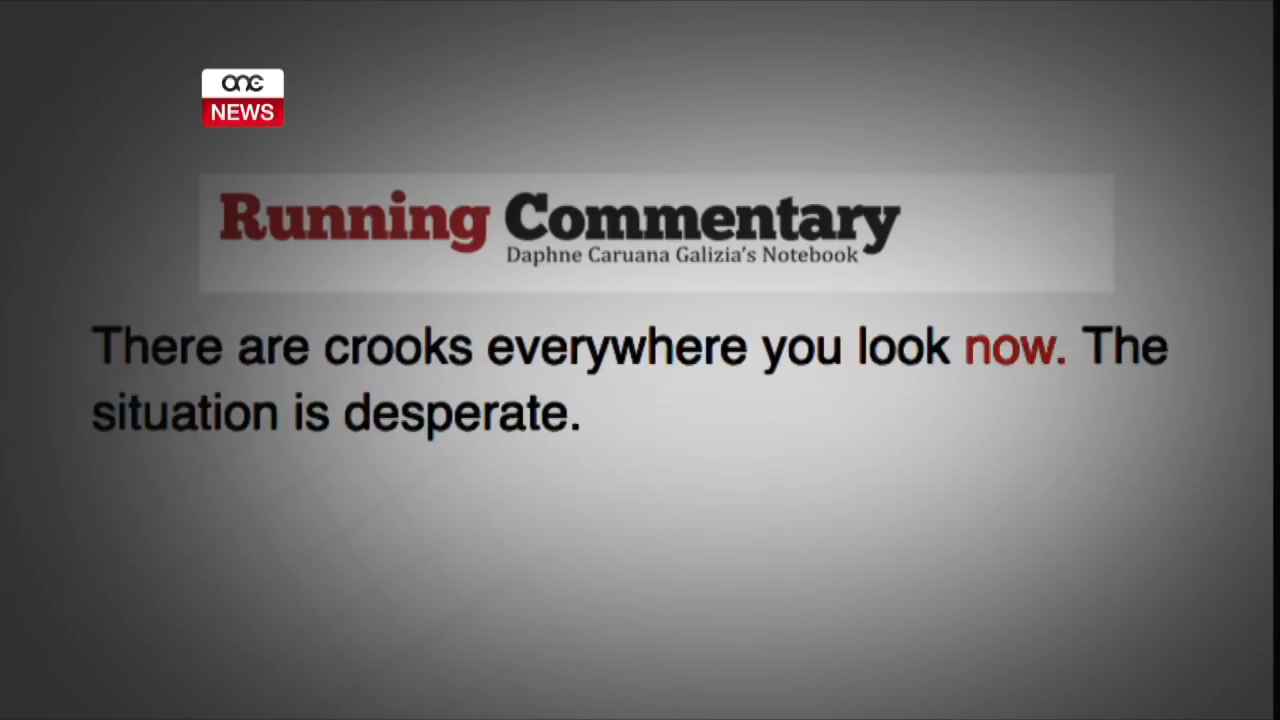 one
NEWS
Running Commentary
Daphne Caruana Galizia’s Notebook
There are crooks everywhere you look now. The
situation is desperate.